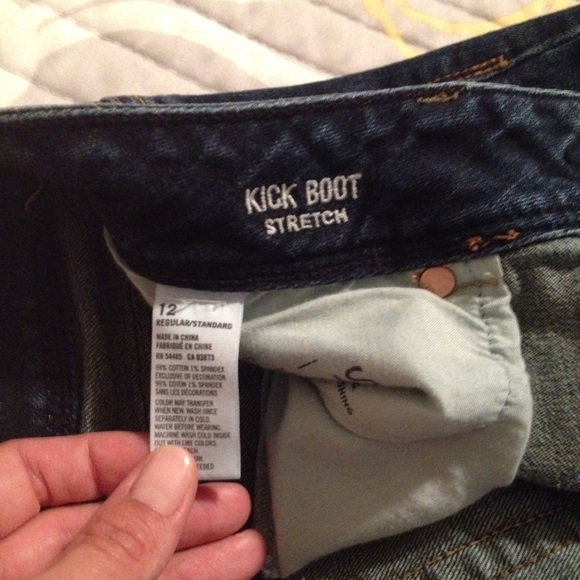 KICK BOOT
STRETCH
12
REGULAR/STANDARD
MADE IN CHINA
FABRIQUÉ EN CHINE
RN 54485 CA 03873
99% COTTON 1% SPANDEX
EXCLUSIVE OF DECORATION
99% COTON 1% SPANDEX
SANS LES DÉCORATIONS
COLOR MAY TRANSFER
WHEN NEW. WASH ONCE
SEPARATELY IN COLD
WATER BEFORE WEARING.
MACHINE WASH COLD INSIDE
OUT WITH LIKE COLORS.